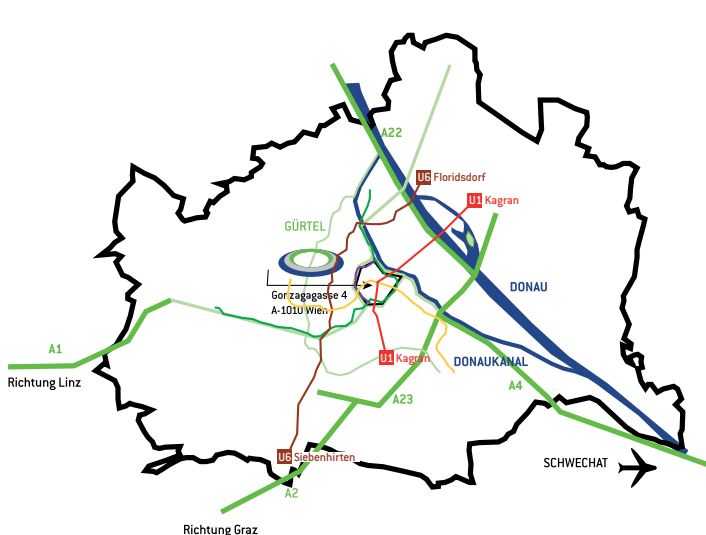 A22
U6 Floridsdorf
U1 Kagran
GÜRTEL
DONAU
Gonzagagasse 4
A-1010 Wien
A1
Richtung Linz
U1 Kagran
DONAUKANAL
A4
A23
U6 Siebenhirten
SCHWECHAT
A2
Richtung Graz